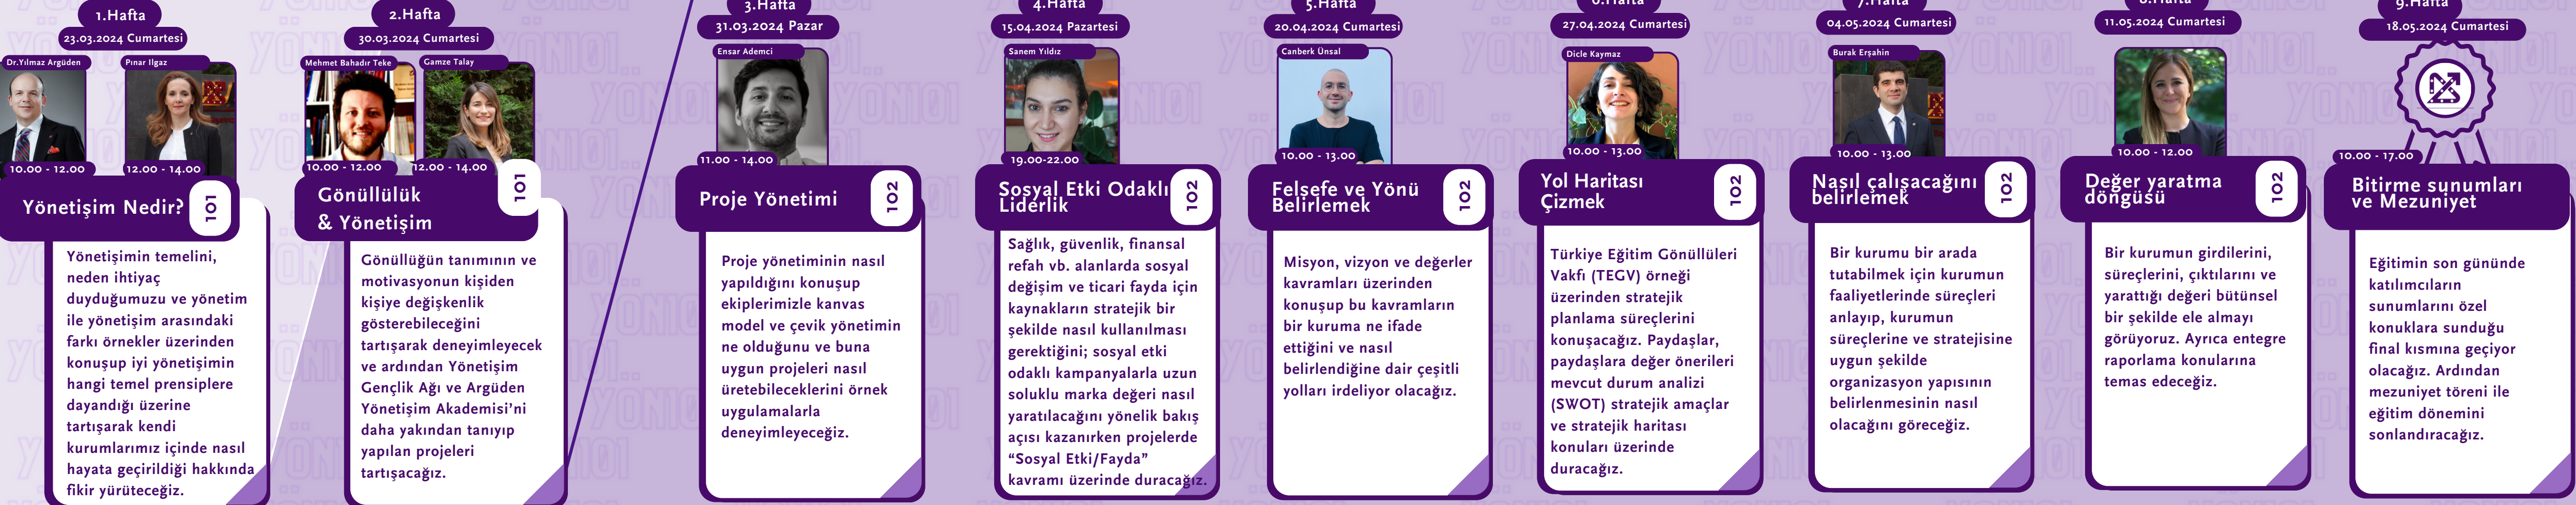 1.Hafta
23.03.2024 Cumartesi
Dr.Yılmaz Argüden
Pınar Ilgaz
10.00 - 12.00
12.00 - 14.00
Yönetişim Nedir?
101
Yönetişimin temelini,
neden ihtiyaç
duyduğumuzu ve yönetim
ile yönetişim arasındaki
farkı örnekler üzerinden
konuşup iyi yönetişimin
hangi temel prensiplere
dayandığı üzerine
tartışarak kendi
kurumlarımız içinde nasıl
hayata geçirildiği hakkında
fikir yürüteceğiz.
2.Hafta
30.03.2024 Cumartesi
Mehmet Bahadır Teke
Gamze Talay
10.00 - 12.00
12.00 - 14.00
Gönüllülük
& Yönetişim
101
Gönüllüğün tanımının ve
motivasyonun kişiden
kişiye değişkenlik
gösterebileceğini
tartışarak deneyimleyecek
ve ardından Yönetişim
Gençlik Ağı ve Argüden
Yönetişim Akademisi’ni
daha yakından tanıyıp
yapılan projeleri
tartışacağız.
3.Hafta
31.03.2024 Pazar
Ensar Ademci
11.00 - 14.00
Proje Yönetimi
102
Proje yönetiminin nasıl
yapıldığını konuşup
ekiplerimizle kanvas
model ve çevik yönetimin
ne olduğunu ve buna
uygun projeleri nasıl
üretebileceklerini örnek
uygulamalarla
deneyimleyeceğiz.
4.Hafta
15.04.2024 Pazartesi
Sanem Yıldız
19.00-22.00
Sosyal Etki Odaklı
Liderlik
102
Sağlık, güvenlik, finansal
refah vb. alanlarda sosyal
değişim ve ticari fayda için
kaynakların stratejik bir
şekilde nasıl kullanılması
gerektiğini; sosyal etki
odaklı kampanyalarla uzun
soluklu marka değeri nasıl
yaratılacağını yönelik bakış
açısı kazanırken projelerde
“Sosyal Etki/Fayda”
kavramı üzerinde duracağız.
5.Hafta
20.04.2024 Cumartesi
Canberk Ünsal
10.00 - 13.00
Felsefe ve Yönü
Belirlemek
102
Misyon, vizyon ve değerler
kavramları üzerinden
konuşup bu kavramların
bir kuruma ne ifade
ettiğini ve nasıl
belirlendiğine dair çeşitli
yolları irdeliyor olacağız.
6.Hafta
27.04.2024 Cumartesi
Dicle Kaymaz
10.00 - 13.00
Yol Haritası
Çizmek
102
Türkiye Eğitim Gönüllüleri
Vakfı (TEGV) örneği
üzerinden stratejik
planlama süreçlerini
konuşacağız. Paydaşlar,
paydaşlara değer önerileri
mevcut durum analizi
(SWOT) stratejik amaçlar
ve stratejik haritası
konuları üzerinde
duracağız.
7.Hafta
04.05.2024 Cumartesi
Burak Erşahin
10.00 - 13.00
Nasıl çalışacağını
belirlemek
102
Bir kurumu bir arada
tutabilmek için kurumun
faaliyetlerinde süreçleri
anlayıp, kurumun
süreçlerine ve stratejisine
uygun şekilde
organizasyon yapısının
belirlenmesinin nasıl
olacağını göreceğiz.
8.Hafta
11.05.2024 Cumartesi
10.00 - 12.00
Değer yaratma
döngüsü
102
Bir kurumun girdilerini,
süreçlerini, çıktılarını ve
yarattığı değeri bütünsel
bir şekilde ele almayı
görüyoruz. Ayrıca entegre
raporlama konularına
temas edeceğiz.
9.Hafta
18.05.2024 Cumartesi
10.00 - 17.00
Bitirme sunumları
ve Mezuniyet
Eğitimin son gününde
katılımcıların
sunumlarını özel
konuklara sunduğu
final kısmına geçiyor
olacağız. Ardından
mezuniyet töreni ile
eğitim dönemini
sonlandıracağız.